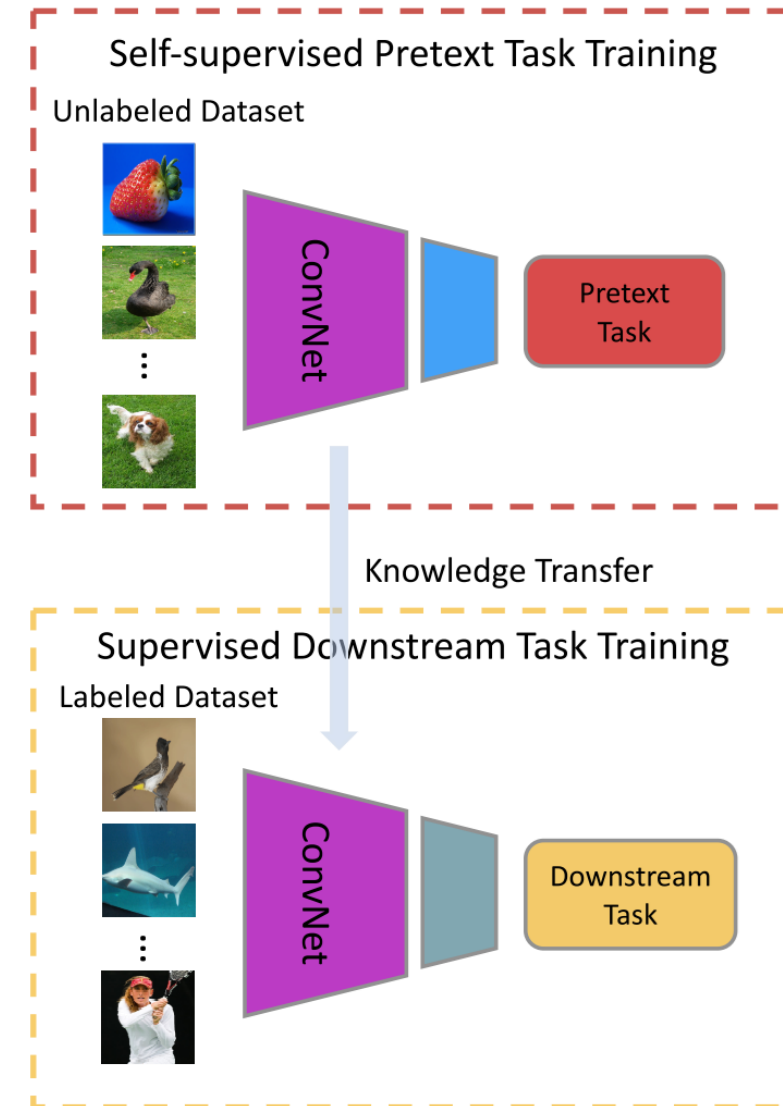 Self-supervised Pretext Task Training
Unlabeled Dataset
ConvNet
Pretext
Task
...
Knowledge Transfer
Supervised Downstream Task Training
Labeled Dataset
ConvNet
Downstream
Task
...